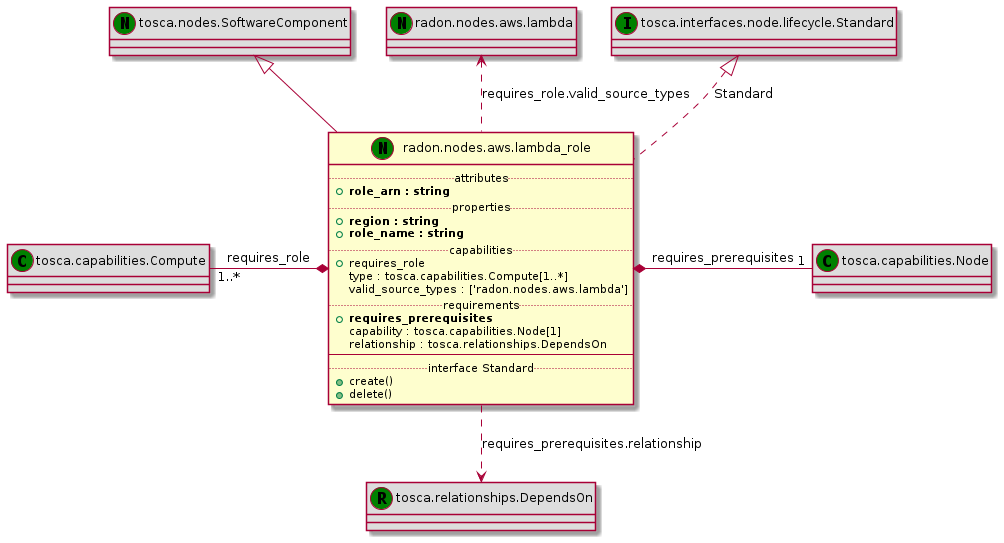 N tosca.nodes.SoftwareComponent
N radon.nodes.aws.lambda
I tosca.interfaces.node.lifecycle.Standard
requires_role.valid_source_types
Standard
N radon.nodes.aws.lambda_role
attributes
role_arn : string
properties
region : string
role_name : string
capabilities
requires_role
type : tosca.capabilities.Compute[1..*]
valid_source_types : ['radon.nodes.aws.lambda']
requirements
requires_prerequisites
capability : tosca.capabilities.Node[1]
relationship : tosca.relationships.DependsOn
interface Standard
create()
delete()
C tosca.capabilities.Compute
requires_role
1..*
requires_prerequisites
1
C tosca.capabilities.Node
requires_prerequisites.relationship
R tosca.relationships.DependsOn